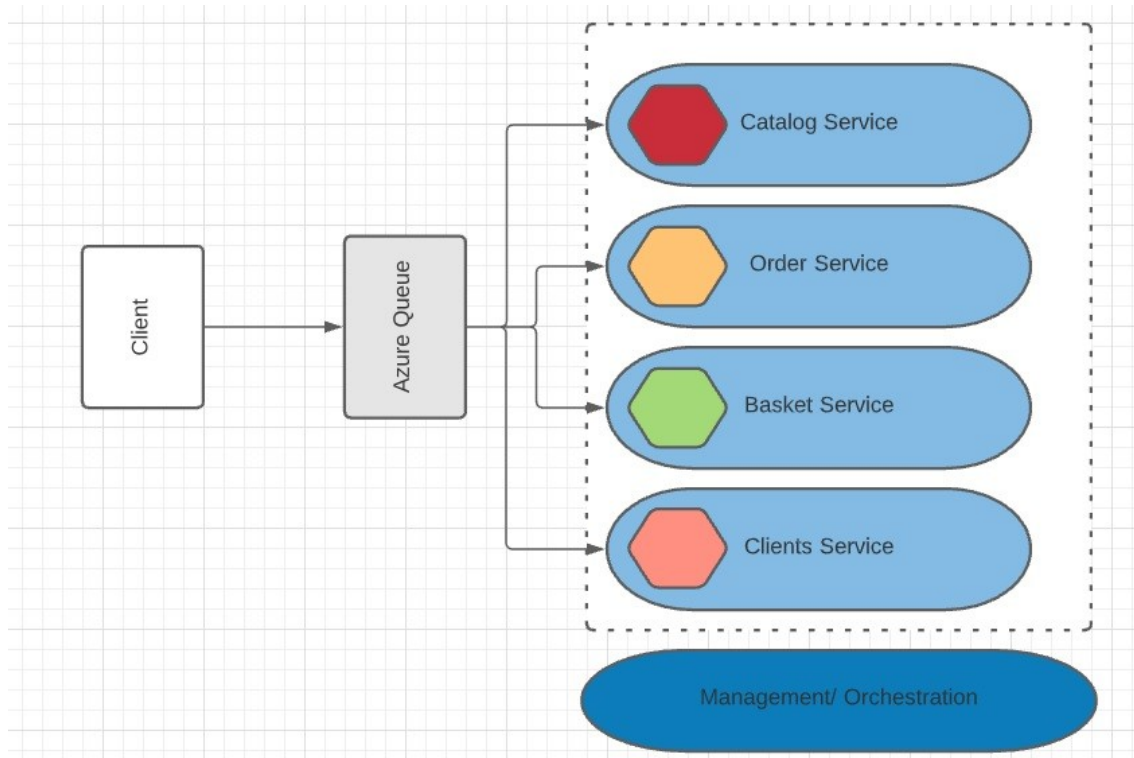 Client
Azure Queue
Catalog Service
Order Service
Basket Service
Clients Service
Management/ Orchestration